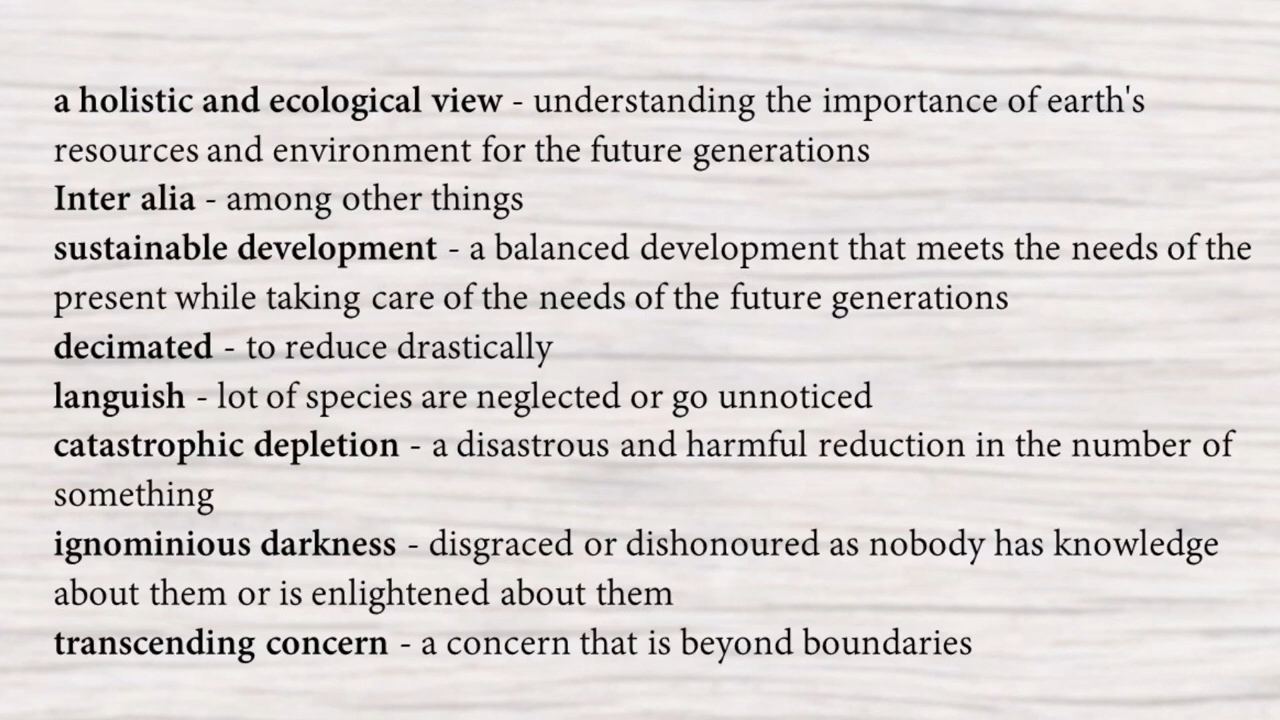 a holistic and ecological view - understanding the importance of earth's
resources and environment for the future generations
Inter alia - among other things
sustainable development - a balanced development that meets the needs of the
present while taking care of the needs of the future generations
decimated - to reduce drastically
languish - lot of species are neglected or go unnoticed
catastrophic depletion - a disastrous and harmful reduction in the number of
something
ignominious darkness - disgraced or dishonoured as nobody has knowledge
about them or is enlightened about them
transcending concern - a concern that is beyond boundaries